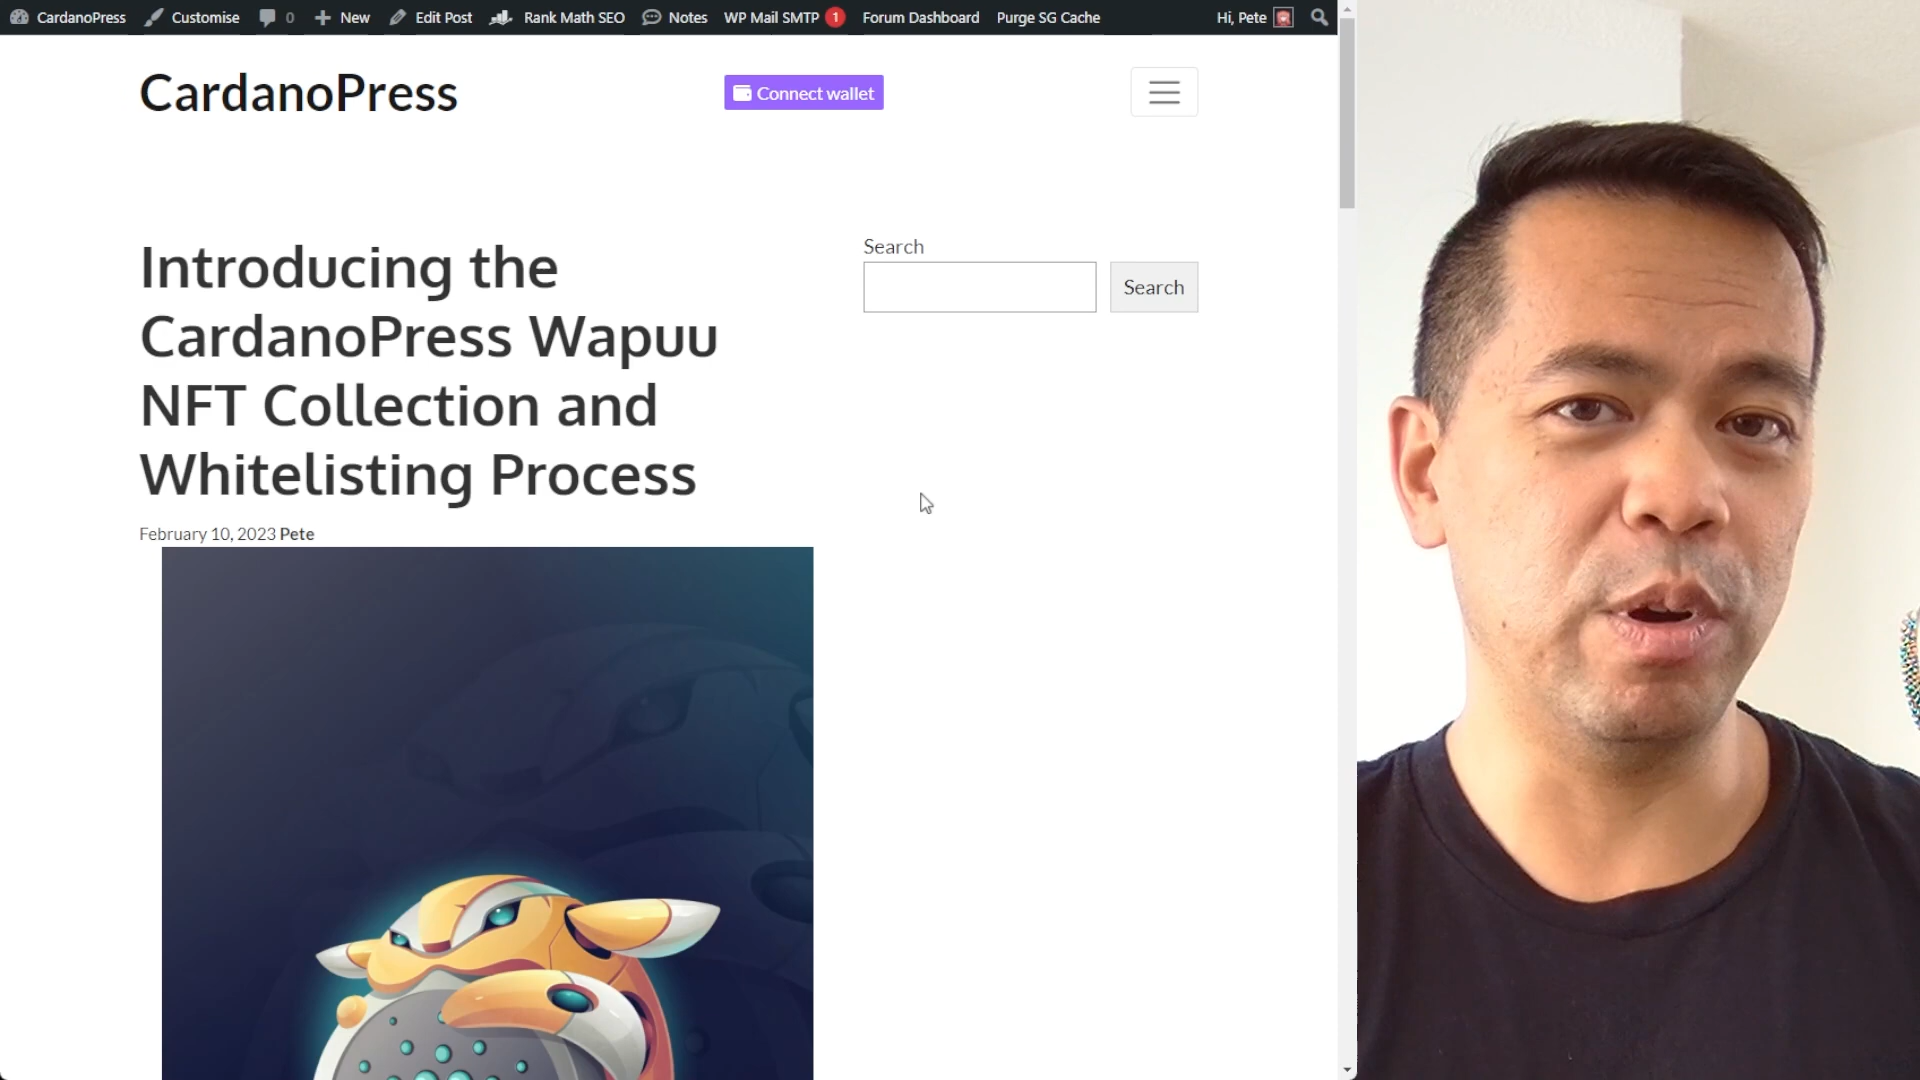 CardanoPress Customise 0 New Edit Post Rank Math SEO Notes WP Mail SMTP 1 Forum Dashboard Purge SG Cache Hi, Pete
CardanoPress
Connect wallet
Introducing the
CardanoPress Wapuu
NFT Collection and
Whitelisting Process
February 10, 2023 Pete
Search
Search